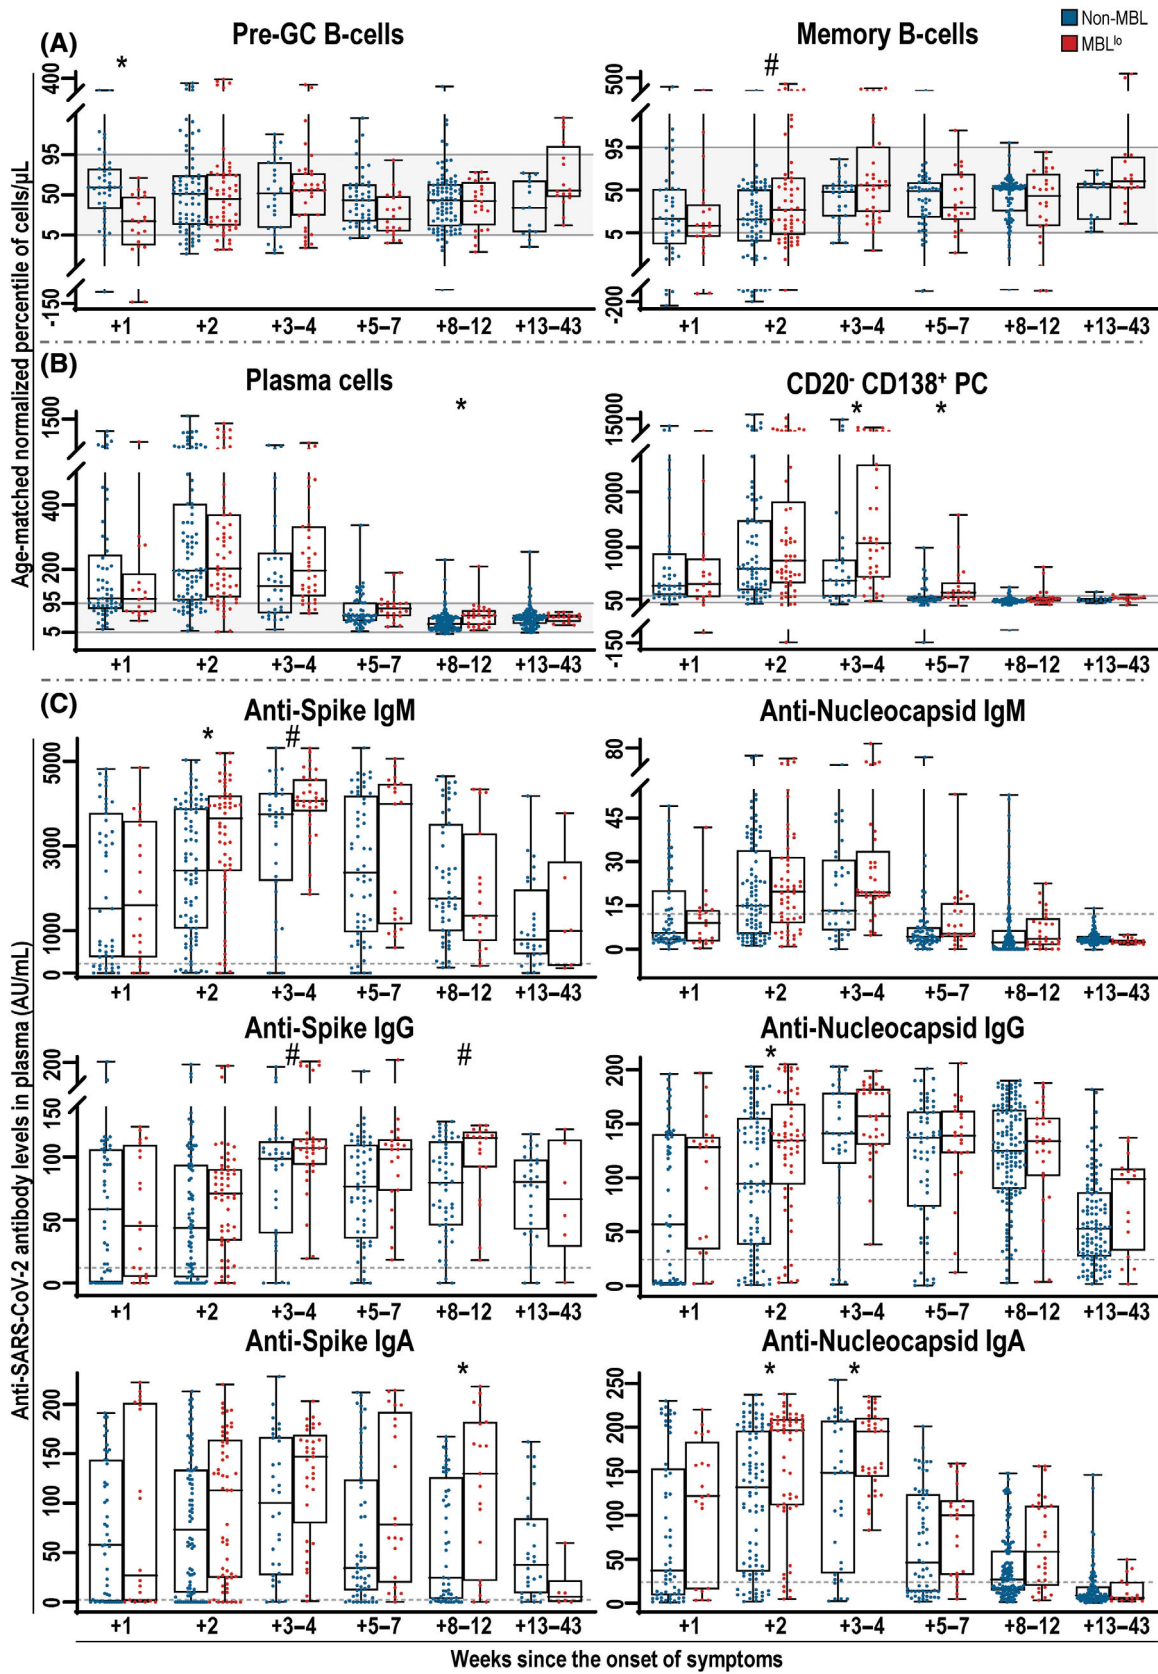 Non-MBL
MBLlo
(A)
Pre-GC B-cells
Memory B-cells
*
#
400
95
50
5
-150
500
95
50
5
-200
+1 +2 +3–4 +5–7 +8–12 +13–43
+1 +2 +3–4 +5–7 +8–12 +13–43
Age-matched normalized percentile of cells/µL
(B)
Plasma cells
CD20- CD138+ PC
*
* *
1500
400
200
95
5
15000
2000
1000
50
-150
+1 +2 +3–4 +5–7 +8–12 +13–43
+1 +2 +3–4 +5–7 +8–12 +13–43
(C)
Anti-Spike IgM
Anti-Nucleocapsid IgM
* #
5000
3000
1000
0
80
45
30
15
0
+1 +2 +3–4 +5–7 +8–12 +13–43
+1 +2 +3–4 +5–7 +8–12 +13–43
Anti-SARS-CoV-2 antibody levels in plasma (AU/mL)
Anti-Spike IgG
Anti-Nucleocapsid IgG
# #
*
200
150
100
50
0
200
150
100
50
0
+1 +2 +3–4 +5–7 +8–12 +13–43
+1 +2 +3–4 +5–7 +8–12 +13–43
Anti-Spike IgA
Anti-Nucleocapsid IgA
*
* *
200
150
100
50
0
250
200
150
100
50
0
+1 +2 +3–4 +5–7 +8–12 +13–43
+1 +2 +3–4 +5–7 +8–12 +13–43
Weeks since the onset of symptoms